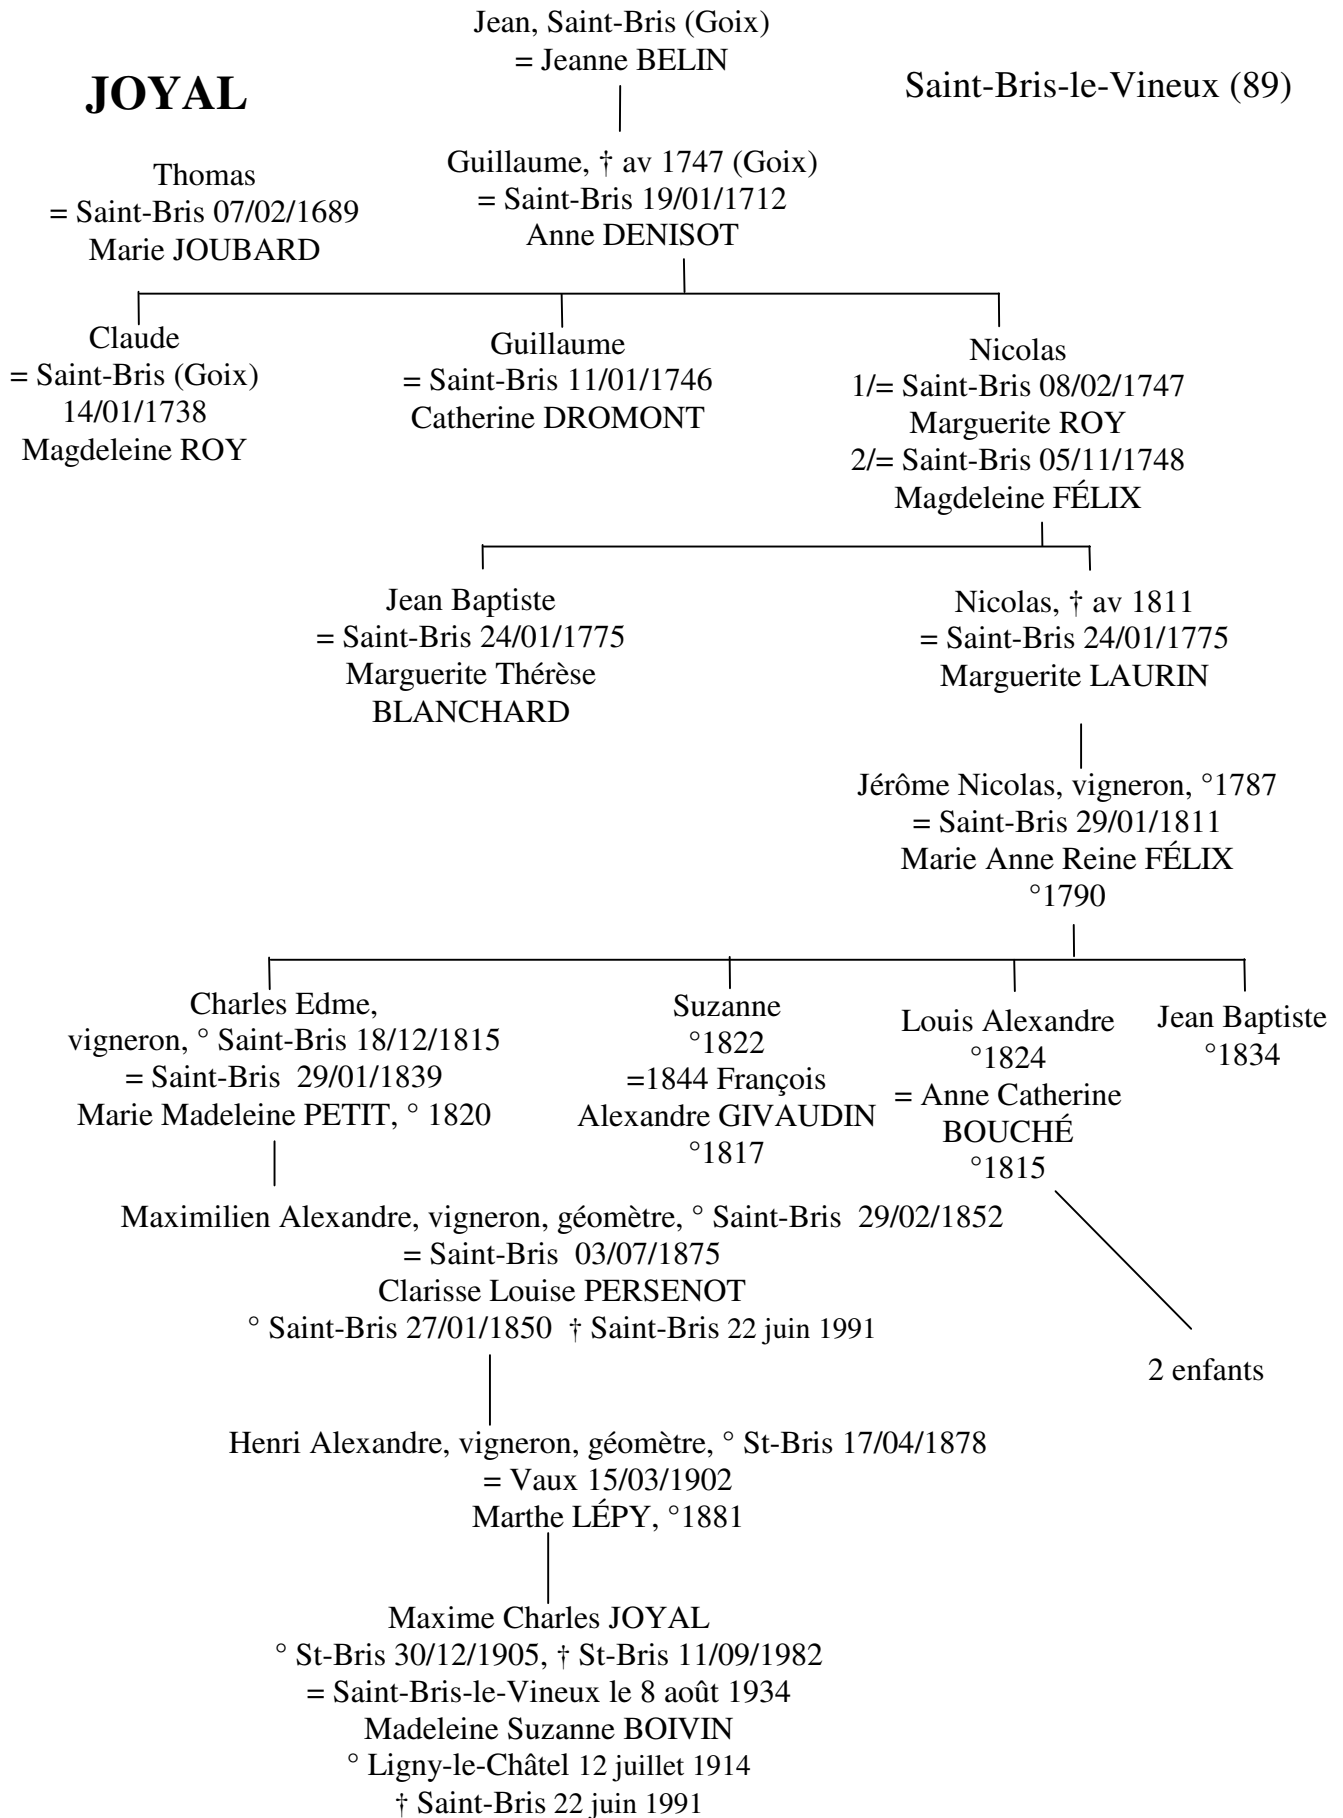 Jean, Saint-Bris (Goix)
= Jeanne BELIN
JOYAL
Saint-Bris-le-Vineux (89)
Thomas
= Saint-Bris 07/02/1689
Marie JOUBARD
Guillaume, † av 1747 (Goix)
= Saint-Bris 19/01/1712
Anne DENISOT
Claude
= Saint-Bris (Goix)
14/01/1738
Magdeleine ROY
Guillaume
= Saint-Bris 11/01/1746
Catherine DROMONT
Nicolas
1/= Saint-Bris 08/02/1747
Marguerite ROY
2/= Saint-Bris 05/11/1748
Magdeleine FÉLIX
Jean Baptiste
= Saint-Bris 24/01/1775
Marguerite Thérèse
BLANCHARD
Nicolas, † av 1811
= Saint-Bris 24/01/1775
Marguerite LAURIN
Jérôme Nicolas, vigneron, °1787
= Saint-Bris 29/01/1811
Marie Anne Reine FÉLIX
°1790
Charles Edme,
vigneron, ° Saint-Bris 18/12/1815
= Saint-Bris 29/01/1839
Marie Madeleine PETIT, ° 1820
Suzanne
°1822
=1844 François
Alexandre GIVAUDIN
°1817
Louis Alexandre
°1824
= Anne Catherine
BOUCHÉ
°1815
Jean Baptiste
°1834
Maximilien Alexandre, vigneron, géomètre, ° Saint-Bris 29/02/1852
= Saint-Bris 03/07/1875
Clarisse Louise PERSENOT
° Saint-Bris 27/01/1850 † Saint-Bris 22 juin 1991
2 enfants
Henri Alexandre, vigneron, géomètre, ° St-Bris 17/04/1878
= Vaux 15/03/1902
Marthe LÉPY, °1881
Maxime Charles JOYAL
° St-Bris 30/12/1905, † St-Bris 11/09/1982
= Saint-Bris-le-Vineux le 8 août 1934
Madeleine Suzanne BOIVIN
° Ligny-le-Châtel 12 juillet 1914
† Saint-Bris 22 juin 1991